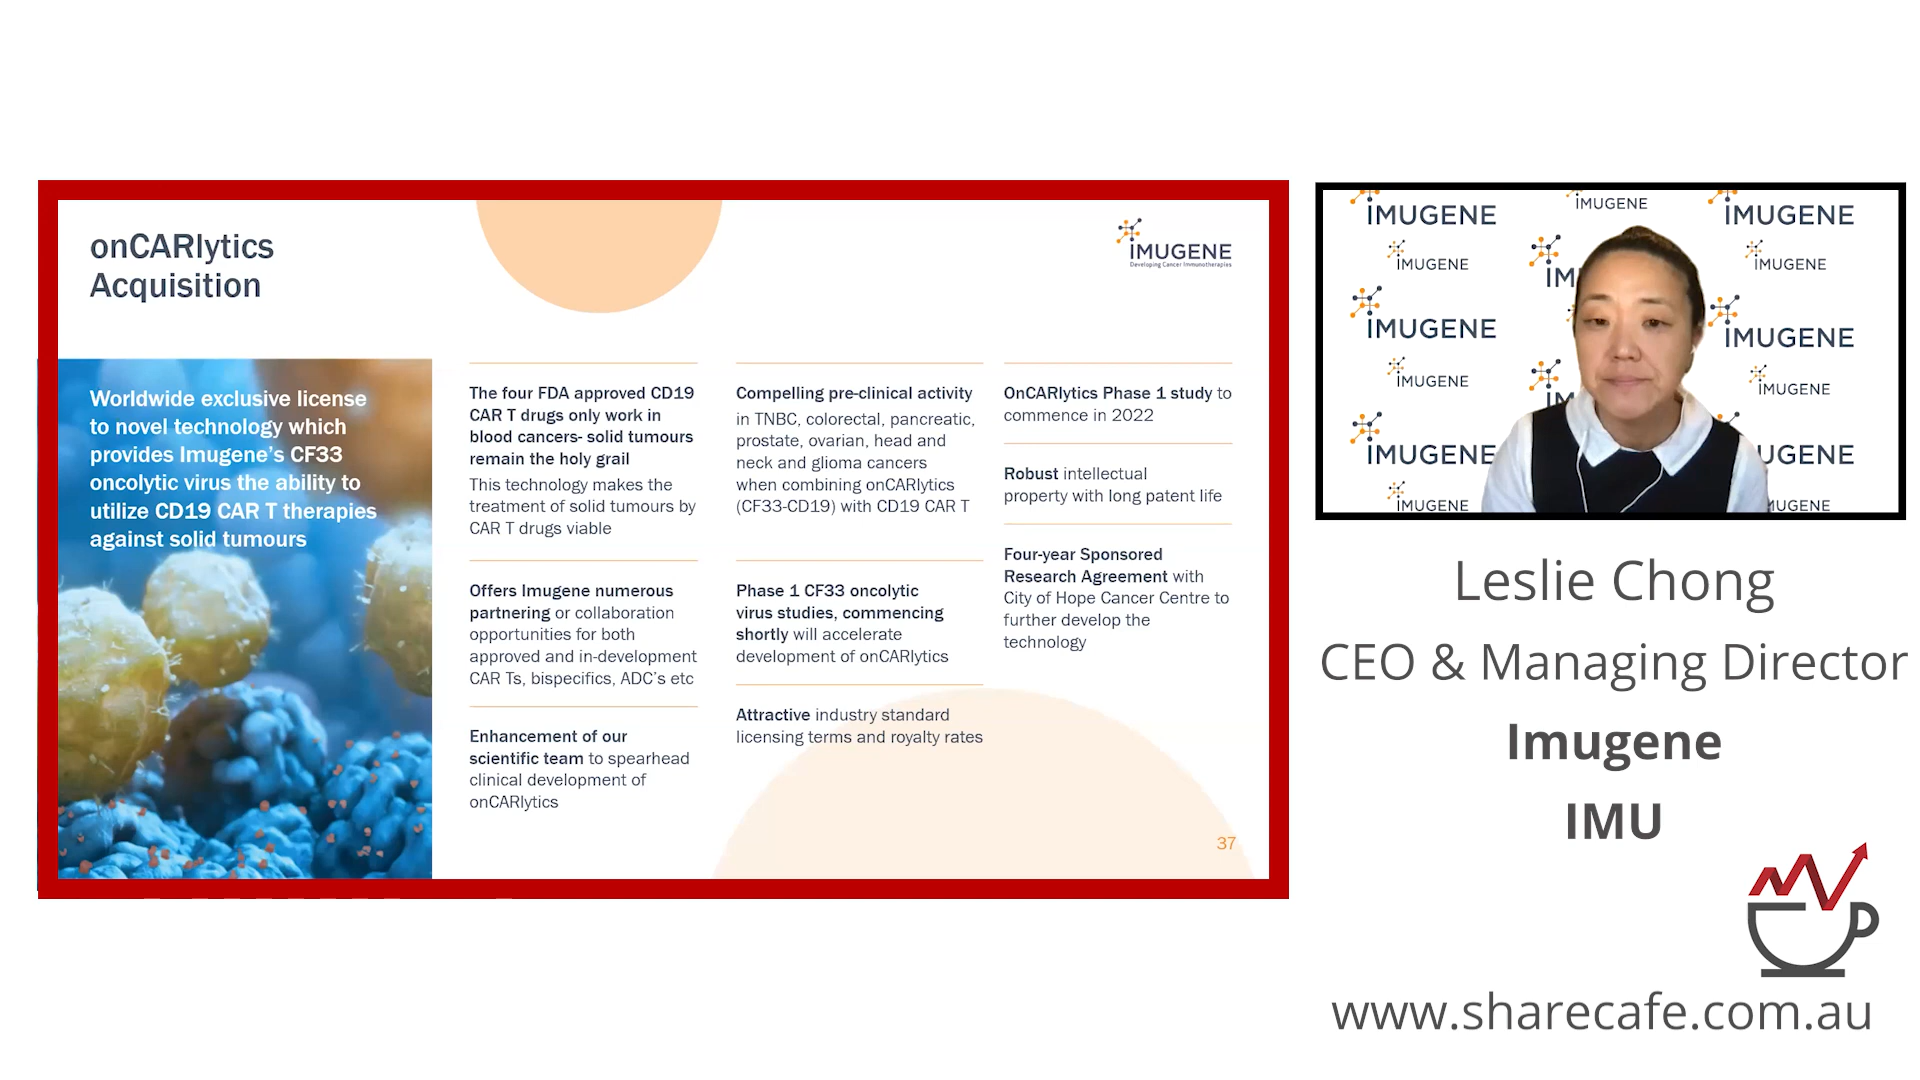 onCARlytics
Acquisition
IMUGENE
Developing Cancer Immunotherapies
Worldwide exclusive license
to novel technology which
provides Imugene's CF33
oncolytic virus the ability to
utilize CD19 CAR T therapies
against solid tumours
The four FDA approved CD19
CAR T drugs only work in
blood cancers- solid tumours
remain the holy grail
This technology makes the
treatment of solid tumours by
CAR T drugs viable
Offers Imugene numerous
partnering or collaboration
opportunities for both
approved and in-development
CAR Ts, bispecifics, ADC's etc
Enhancement of our
scientific team to spearhead
clinical development of
onCARlytics
Compelling pre-clinical activity
in TNBC, colorectal, pancreatic,
prostate, ovarian, head and
neck and glioma cancers
when combining onCARlytics
(CF33-CD19) with CD19 CAR T
Phase 1 CF33 oncolytic
virus studies, commencing
shortly will accelerate
development of onCARlytics
Attractive industry standard
licensing terms and royalty rates
OnCARlytics Phase 1 study to
commence in 2022
Robust intellectual
property with long patent life
Four-year Sponsored
Research Agreement with
City of Hope Cancer Centre to
further develop the
technology
37
IMUGENE IMUGENE IMUGENE
IMUGENE IM IMUGENE
IMUGENE IMUGENE
IMUGENE IM IMUGENE
IMUGENE UGENE
IMUGENE MUGENE
Leslie Chong
CEO & Managing Director
Imugene
IMU
www.sharecafe.com.au